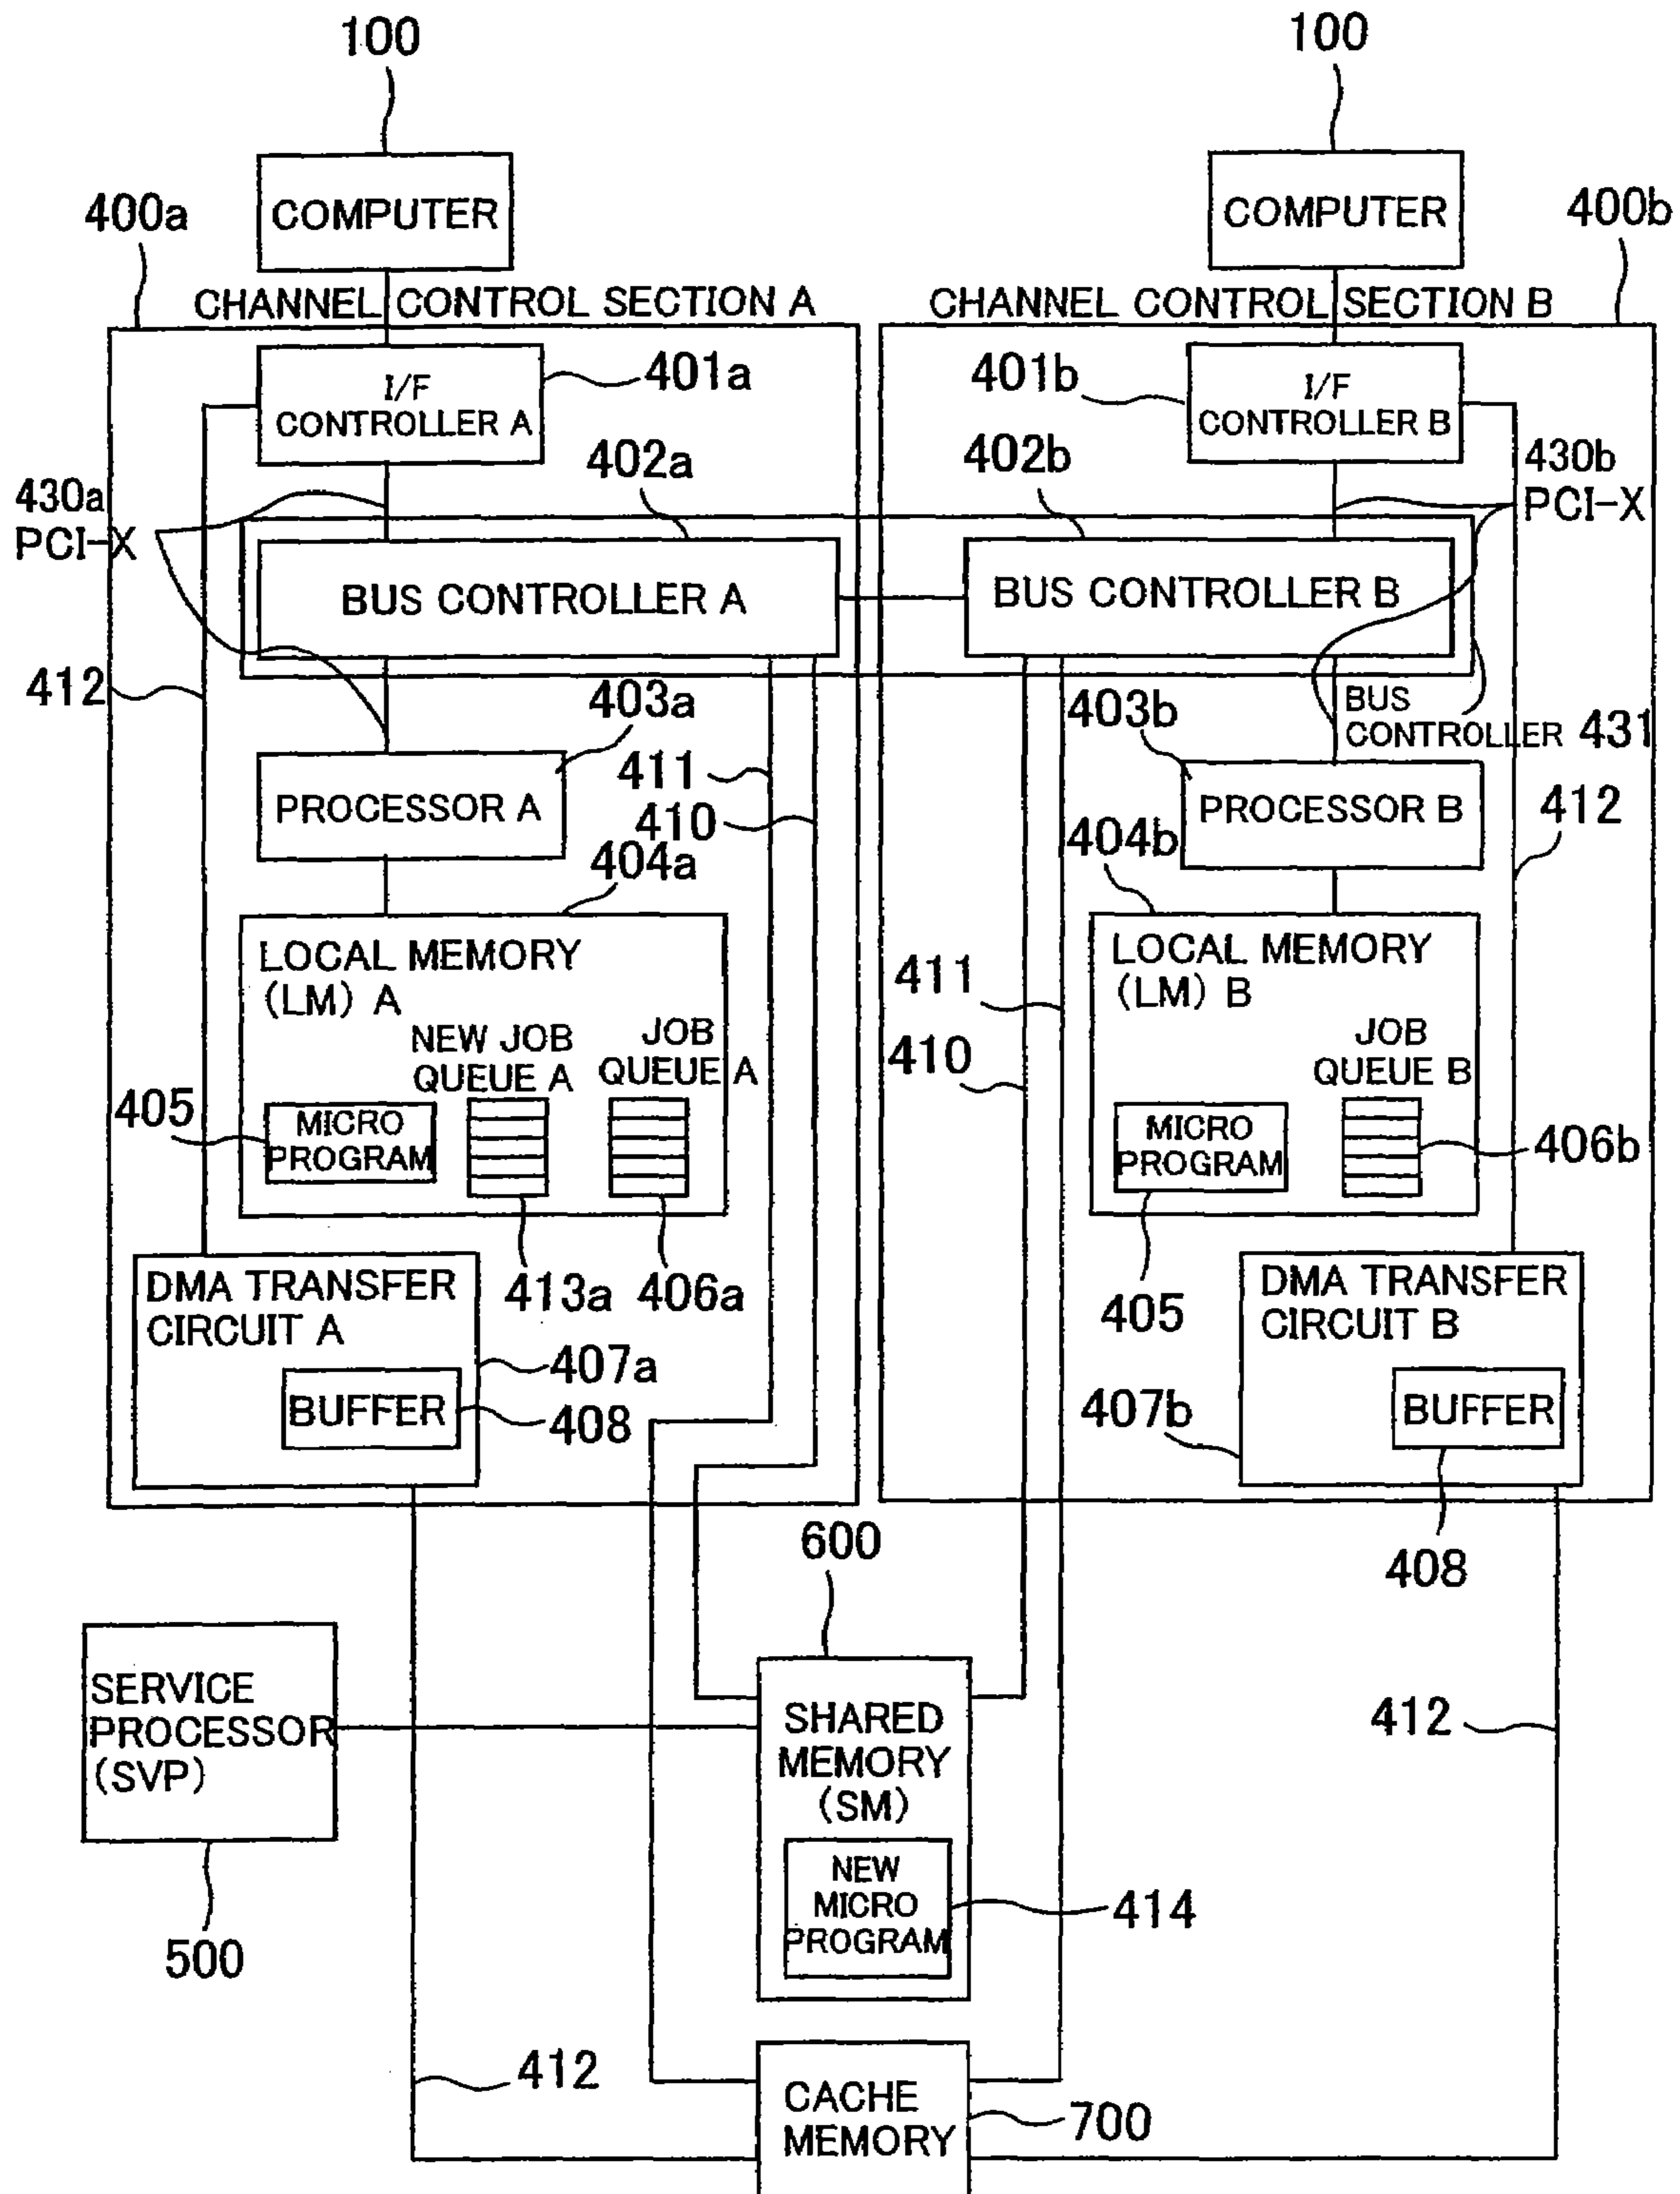 100
100
COMPUTER
COMPUTER
400a
400b
CHANNEL CONTROL SECTION A
CHANNEL CONTROL SECTION B
I/F
CONTROLLER A
401a
401b
I/F
CONTROLLER B
402a
402b
430a
PCI-X
430b
PCI-X
BUS CONTROLLER A
BUS CONTROLLER B
412
403a
403b
BUS
CONTROLLER 431
411
410
PROCESSOR A
PROCESSOR B
412
404a
404b
LOCAL MEMORY
(LM) A
LOCAL MEMORY
(LM) B
411
410
NEW JOB
QUEUE A
JOB
QUEUE A
JOB
QUEUE B
405
MICRO
PROGRAM
MICRO
PROGRAM
406b
413a
406a
405
DMA TRANSFER
CIRCUIT A
DMA TRANSFER
CIRCUIT B
407a
BUFFER
408
407b
BUFFER
408
600
SERVICE
PROCESSOR
(SVP)
SHARED
MEMORY
(SM)
412
NEW
MICRO
PROGRAM
414
500
412
CACHE
MEMORY
700